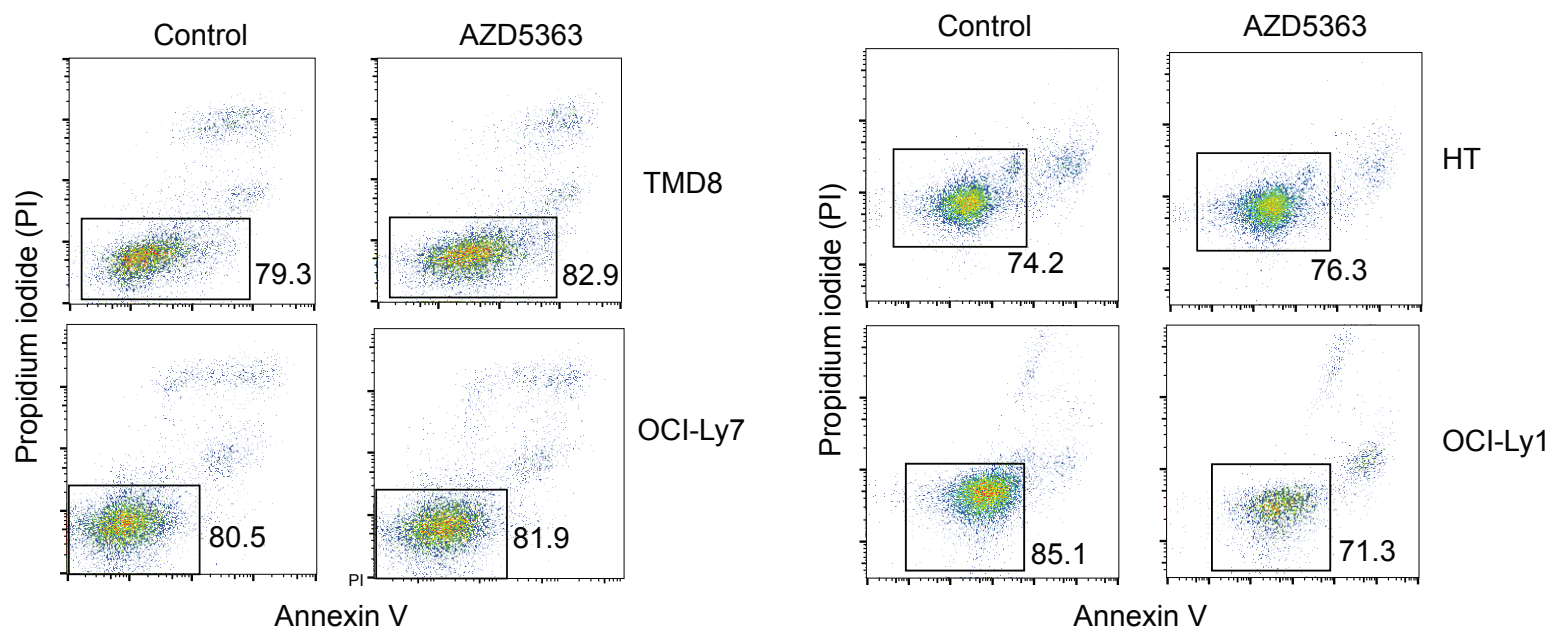 Control AZD5363
Propidium iodide (PI)
79.3 82.9 TMD8
80.5 81.9 OCI-Ly7
PI
Annexin V
Control AZD5363
Propidium iodide (PI)
74.2 76.3 HT
85.1 71.3 OCI-Ly1
Annexin V